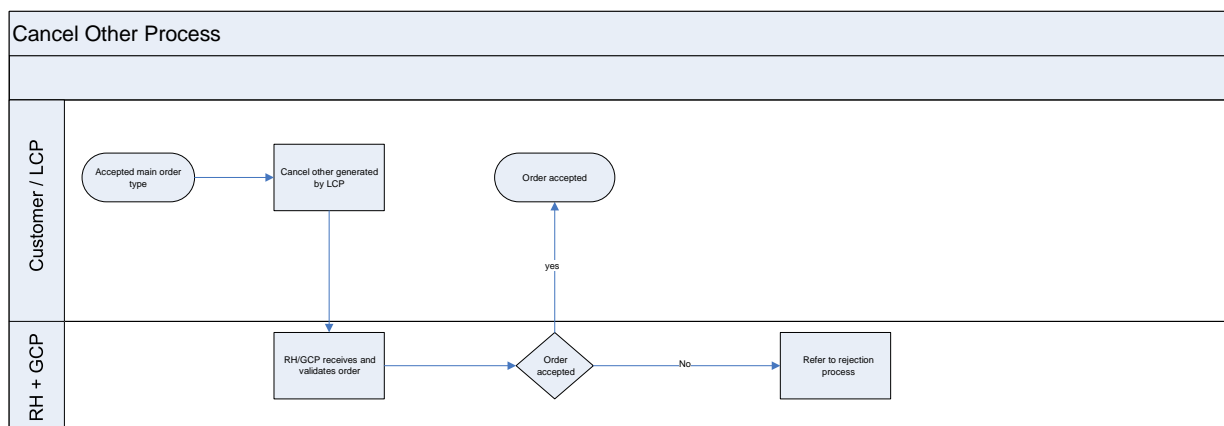 Cancel Other Process
Customer / LCP
Accepted main order
type
Cancel other generated
by LCP
Order accepted
yes
RH + GCP
RH/GCP receives and
validates order
Order
accepted
No
Refer to rejection
process